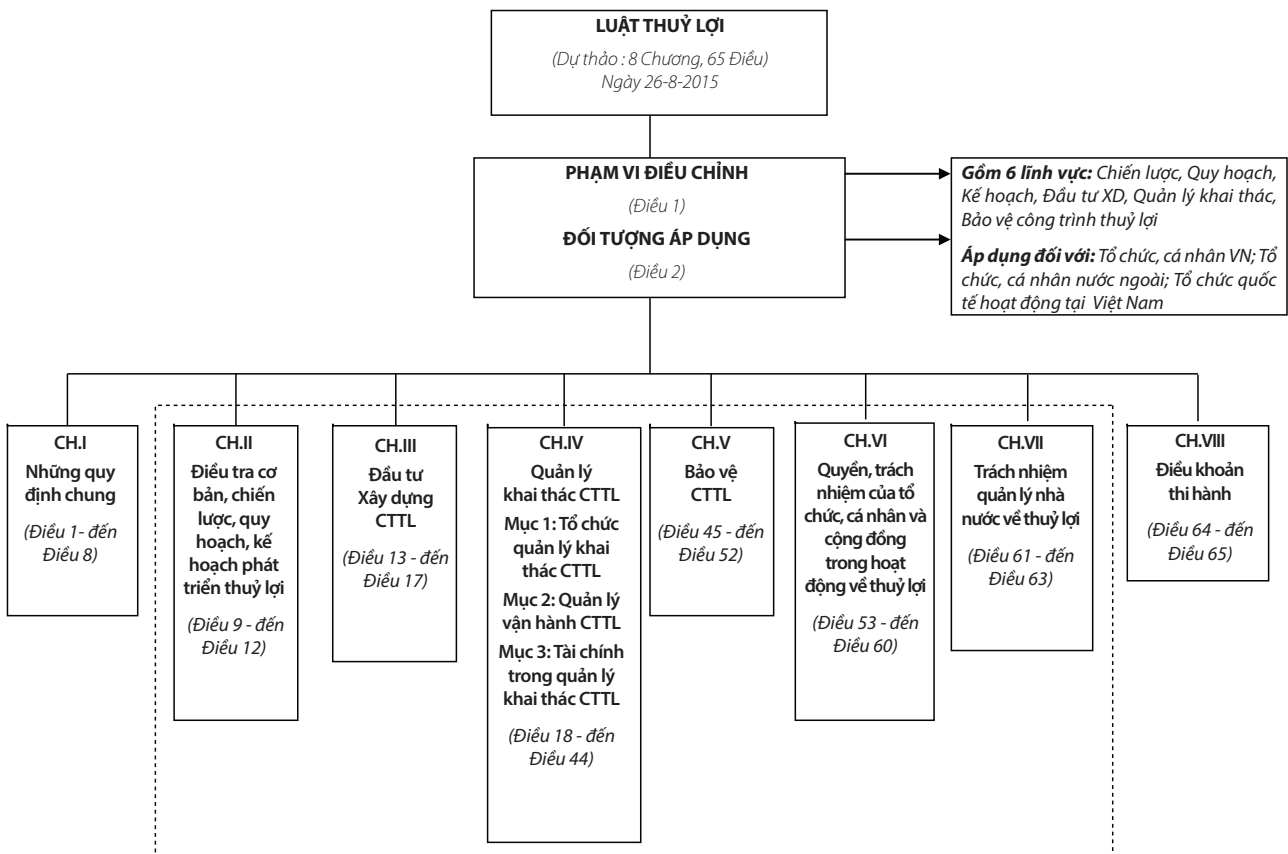 LUẬT THUỶ LỢI
(Dự thảo : 8 Chương, 65 Điều)
Ngày 26-8-2015
PHẠM VI ĐIỀU CHỈNH
(Điều 1)
ĐỐI TƯỢNG ÁP DỤNG
(Điều 2)
Gồm 6 lĩnh vực: Chiến lược, Quy hoạch,
Kế hoạch, Đầu tư XD, Quản lý khai thác,
Bảo vệ công trình thuỷ lợi
Áp dụng đối với: Tổ chức, cá nhân VN; Tổ
chức, cá nhân nước ngoài; Tổ chức quốc
tế hoạt động tại Việt Nam
CH.I
Những quy
định chung
(Điều 1- đến
Điều 8)
CH.II
Điều tra cơ
bản, chiến
lược, quy
hoạch, kế
hoạch phát
triển thuỷ lợi
(Điều 9 - đến
Điều 12)
CH.III
Đầu tư
Xây dựng
CTTL
(Điều 13 - đến
Điều 17)
CH.IV
Quản lý
khai thác CTTL
Mục 1: Tổ chức
quản lý khai
thác CTTL
Mục 2: Quản lý
vận hành CTTL
Mục 3: Tài chính
trong quản lý
khai thác CTTL
(Điều 18 - đến
Điều 44)
CH.V
Bảo vệ
CTTL
(Điều 45 - đến
Điều 52)
CH.VI
Quyền, trách
nhiệm của tổ
chức, cá nhân và
cộng đồng
trong hoạt
động về thuỷ lợi
(Điều 53 - đến
Điều 60)
CH.VII
Trách nhiệm
quản lý nhà
nước về thuỷ lợi
(Điều 61 - đến
Điều 63)
CH.VIII
Điều khoản
thi hành
(Điều 64 - đến
Điều 65)